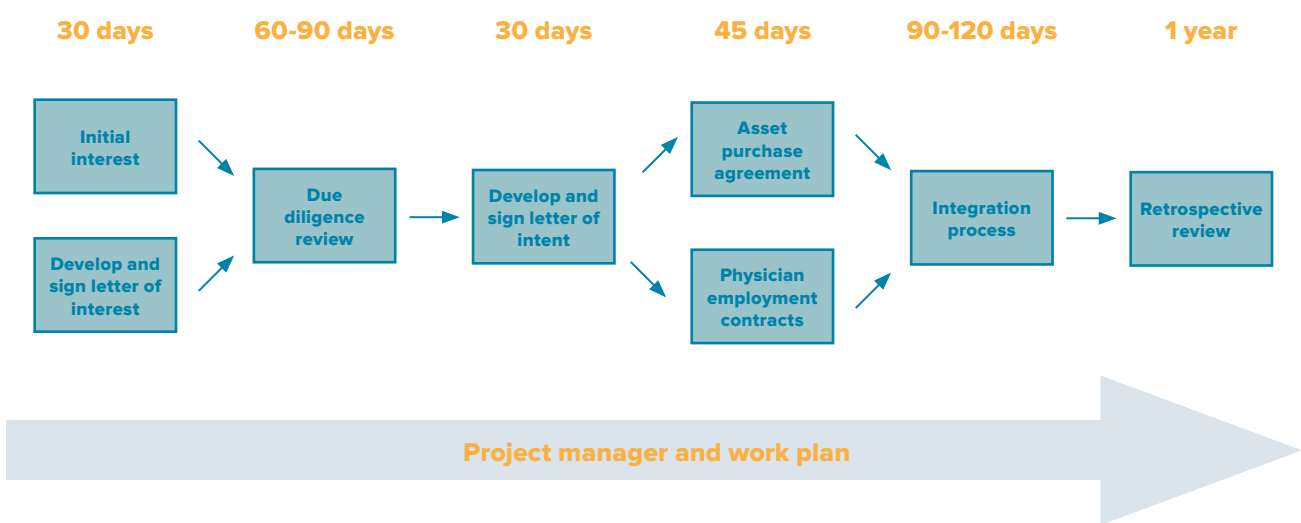 30 days
60-90 days
30 days
45 days
90-120 days
1 year
Initial
interest
Develop and
sign letter of
interest
Due
diligence
review
Develop and
sign letter of
intent
Asset
purchase
agreement
Physician
employment
contracts
Integration
process
Retrospective
review
Project manager and work plan